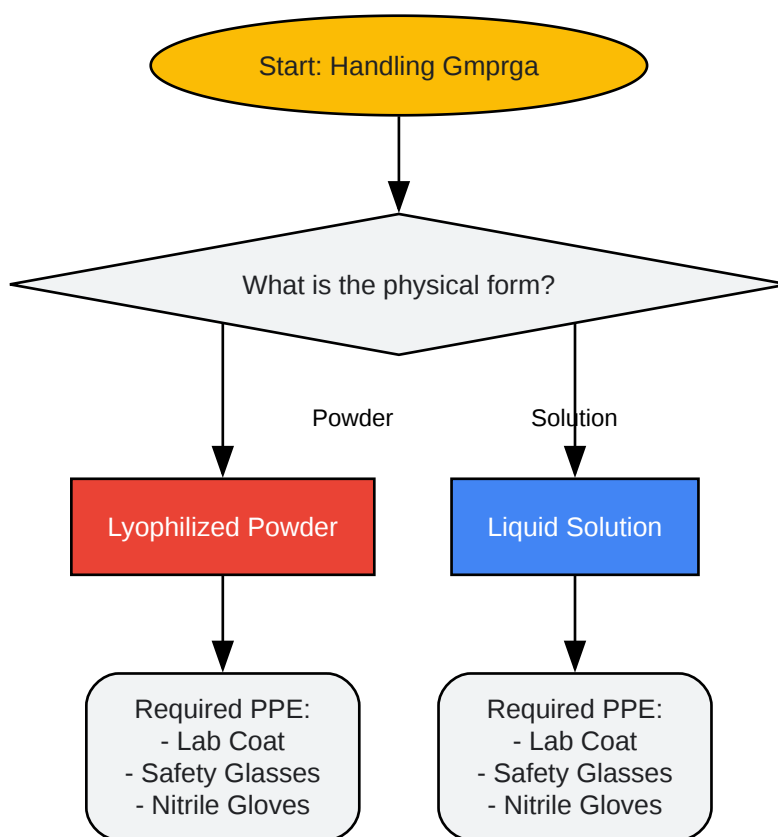 Start: Handling Gmprga
What is the physical form?
Powder
Solution
Lyophilized Powder
Liquid Solution
Required PPE:
- Lab Coat
- Safety Glasses
- Nitrile Gloves
Required PPE:
- Lab Coat
- Safety Glasses
- Nitrile Gloves